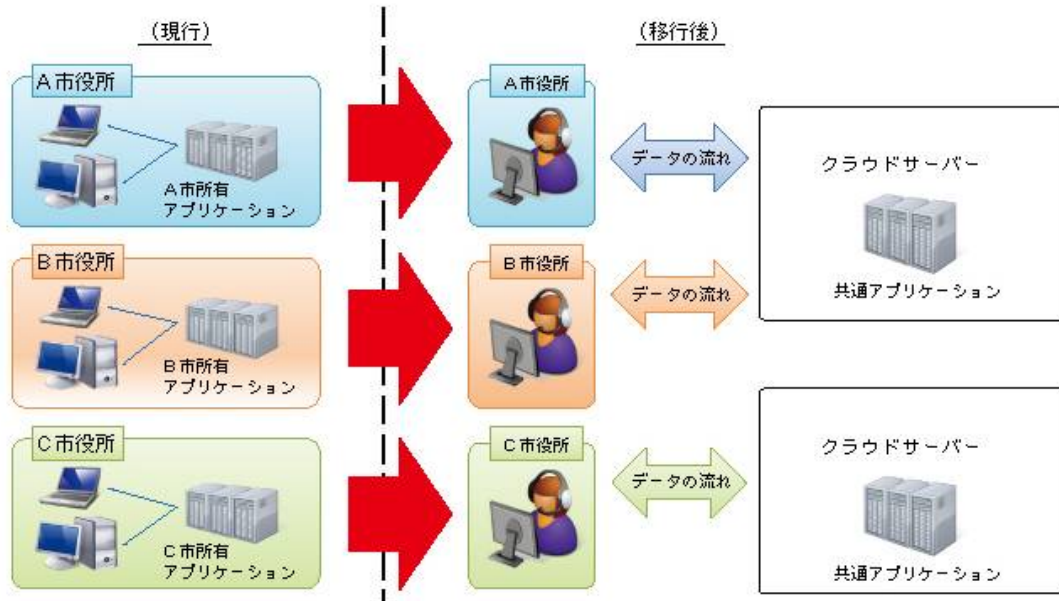 (現行)
(移行後)
A市役所
A市所有
アプリケーション
A市役所
データの流れ
クラウドサーバー
共通アプリケーション
B市役所
B市所有
アプリケーション
B市役所
データの流れ
C市役所
C市所有
アプリケーション
C市役所
データの流れ
クラウドサーバー
共通アプリケーション